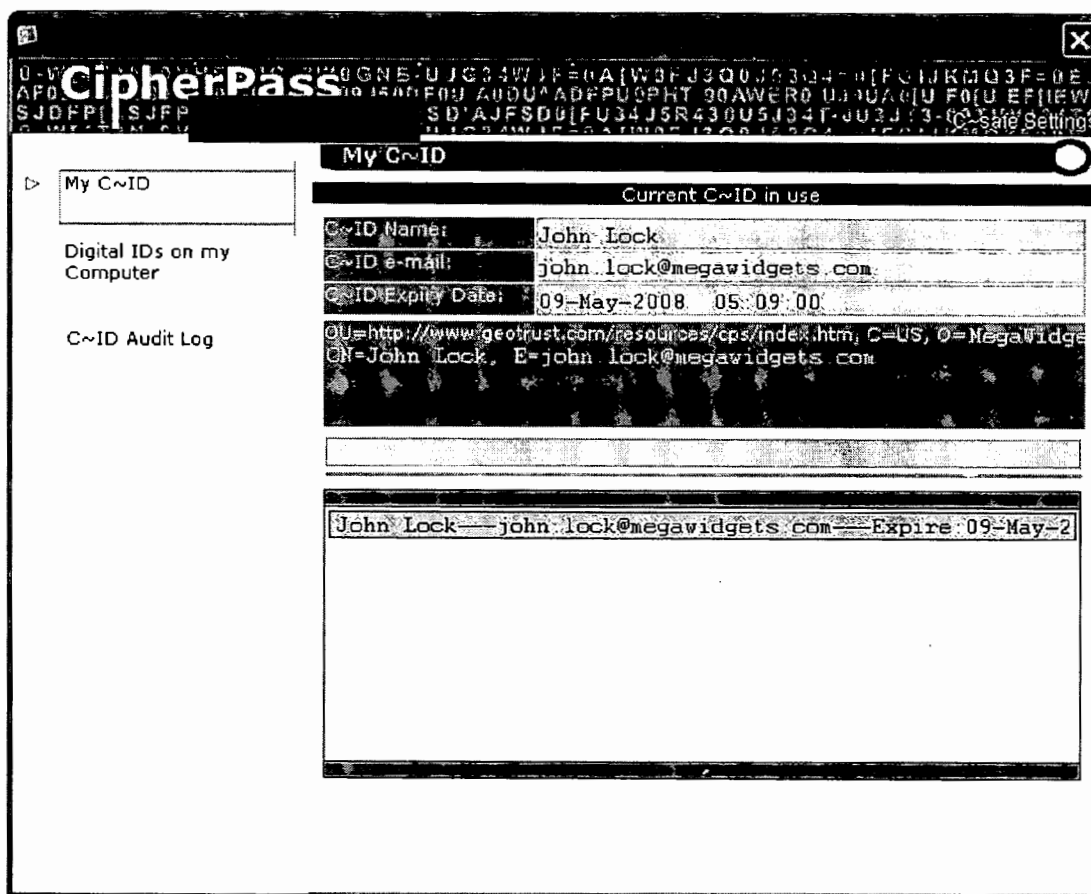 CipherPass
C~safe Settings
My C~ID
My C~ID
Digital IDs on my
Computer
C~ID Audit Log
Current C~ID in use
C~ID Name: John Lock
C~ID e-mail: john.lock@megawidgets.com
C~ID Expiry Date: 09-May-2008 05:09:00
OU=http://www.geotrust.com/resources/cps/index.htm, C=US, O=MegaWidge
CN=John Lock, E=john.lock@megawidgets.com
John Lock——john.lock@megawidgets.com——Expire:09-May-2